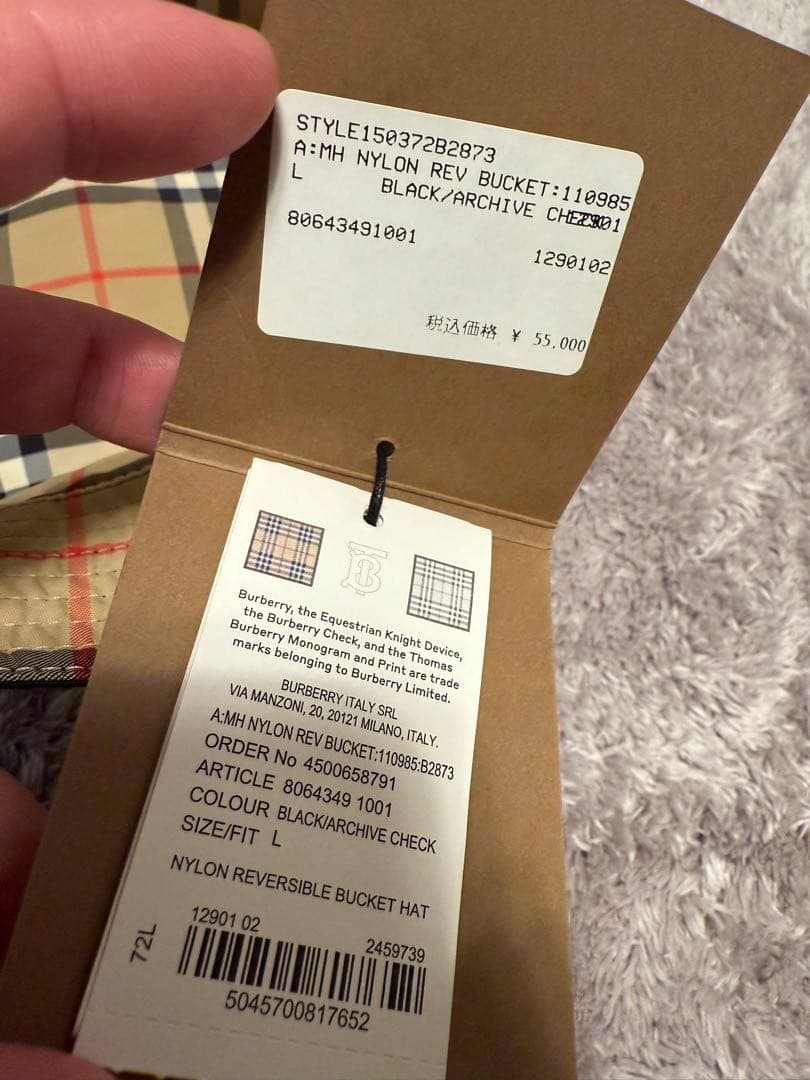 STYLE150372B2873
A:MH NYLON REV BUCKET:110985
L BLACK/ARCHIVE CHECK
80643491001
1290102
税込価格 ¥ 55.000
Burberry, the Equestrian Knight Device,
the Burberry Check, and the Thomas
Burberry Monogram and Print are trade
marks belonging to Burberry Limited.
BURBERRY ITALY SRL
VIA MANZONI, 20, 20121 MILANO, ITALY.
A:MH NYLON REV BUCKET:110985:B2873
ORDER No 4500658791
ARTICLE 8064349 1001
COLOUR BLACK/ARCHIVE CHECK
SIZE/FIT L
NYLON REVERSIBLE BUCKET HAT
12901 02
2459739
72L
5045700817652